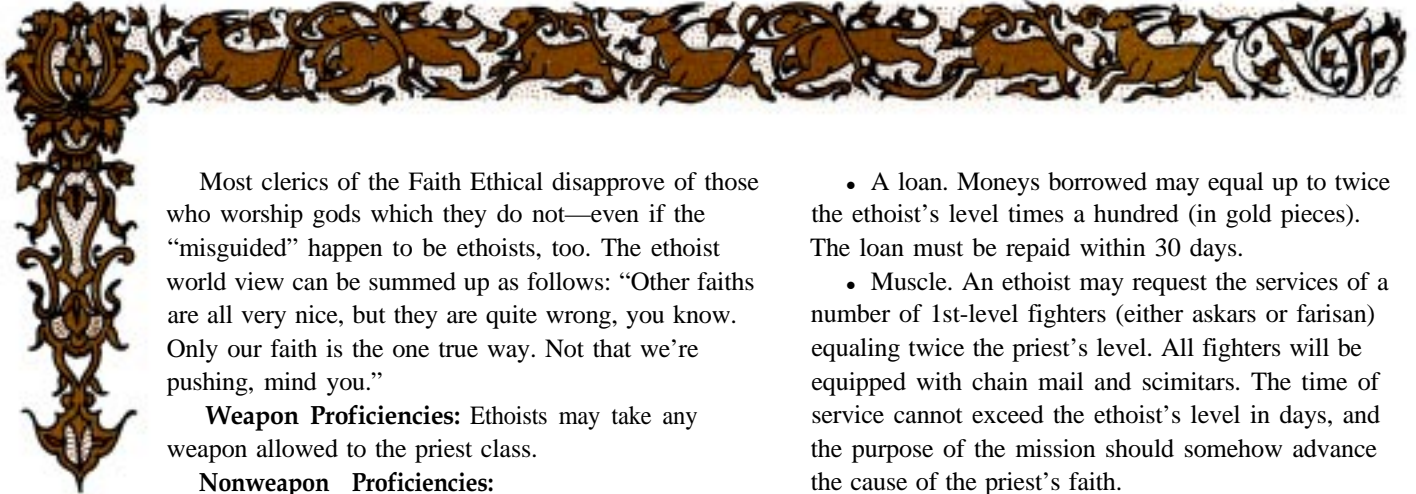 Most clerics of the Faith Ethical disapprove of those
who worship gods which they do not—even if the
“misguided” happen to be ethoists, too. The ethoist
world view can be summed up as follows: “Other faiths
are all very nice, but they are quite wrong, you know.
Only our faith is the one true way. Not that we're
pushing, mind you.”
Weapon Proficiencies: Ethoists may take any
weapon allowed to the priest class.
Nonweapon Proficiencies:
• A loan. Moneys borrowed may equal up to twice
the ethoist's level times a hundred (in gold pieces).
The loan must be repaid within 30 days.
• Muscle. An ethoist may request the services of a
number of 1st-level fighters (either askars or farisan)
equaling twice the priest's level. All fighters will be
equipped with chain mail and scimitars. The time of
service cannot exceed the ethoist's level in days, and
the purpose of the mission should somehow advance
the cause of the priest's faith.